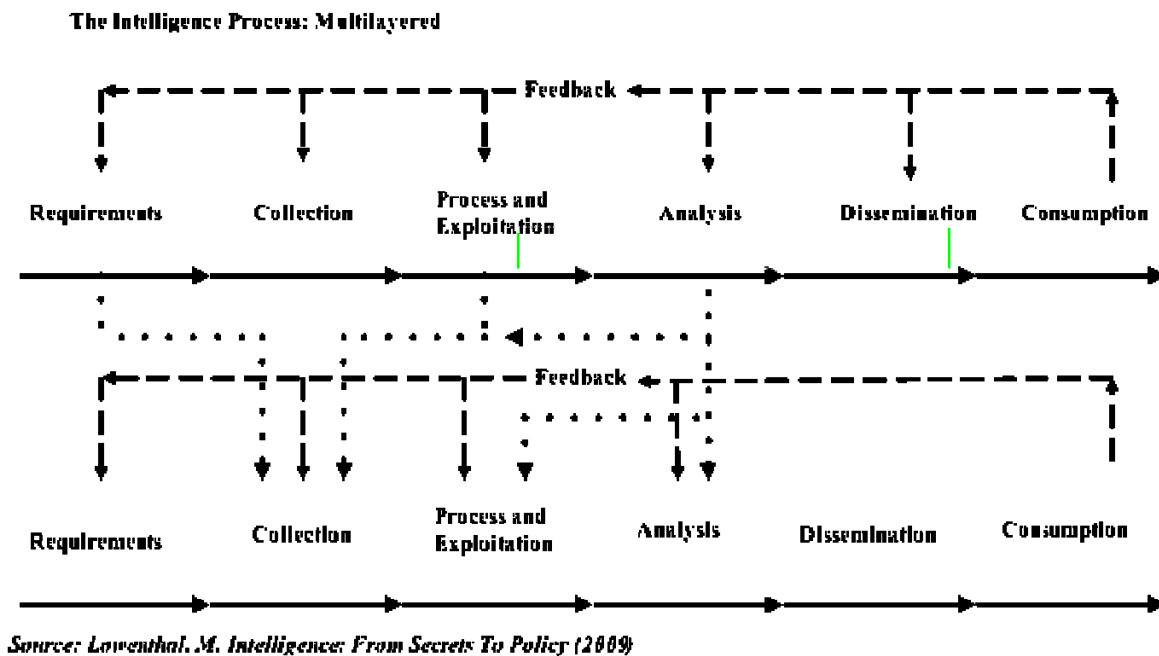 The Intelligence Process: Multilayered
Feedback
Requirements
Collection
Process and
Exploitation
Analysis
Dissemination
Consumption
Feedback
Requirements
Collection
Process and
Exploitation
Analysis
Dissemination
Consumption
Source: Lowenthal. M. Intelligence: From Secrets To Policy (2009)